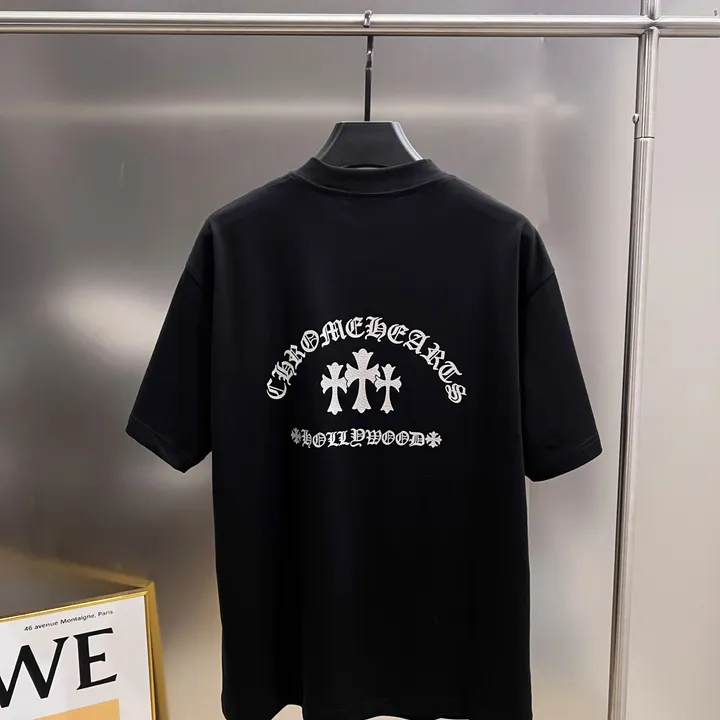 CHROMEHEARTS
HOLLYWOOD
46 avenue Montaigne, Paris
WE